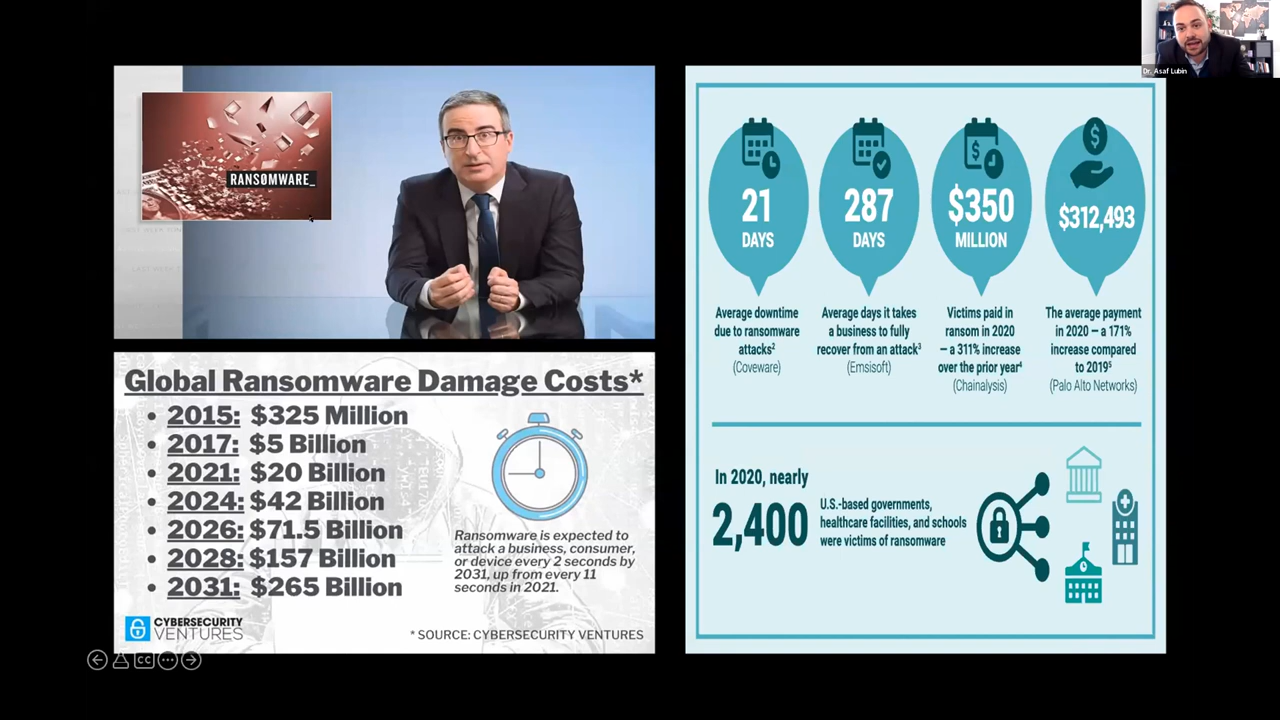 Dr. Asaf Lubin
RANSOMWARE_
Global Ransomware Damage Costs*
• 2015: $325 Million
• 2017: $5 Billion
• 2021: $20 Billion
• 2024: $42 Billion
• 2026: $71.5 Billion
• 2028: $157 Billion
• 2031: $265 Billion
Ransomware is expected to
attack a business, consumer,
or device every 2 seconds by
2031, up from every 11
seconds in 2021.
CYBERSECURITY
VENTURES
* SOURCE: CYBERSECURITY VENTURES
CC
21
DAYS
Average downtime
due to ransomware
attacks²
(Coveware)
287
DAYS
Average days it takes
a business to fully
recover from an attack³
(Emsisoft)
$350
MILLION
Victims paid in
ransom in 2020
— a 311% increase
over the prior year⁴
(Chainalysis)
$312,493
The average payment
in 2020 — a 171%
increase compared
to 2019⁵
(Palo Alto Networks)
In 2020, nearly
2,400
U.S.-based governments,
healthcare facilities, and schools
were victims of ransomware